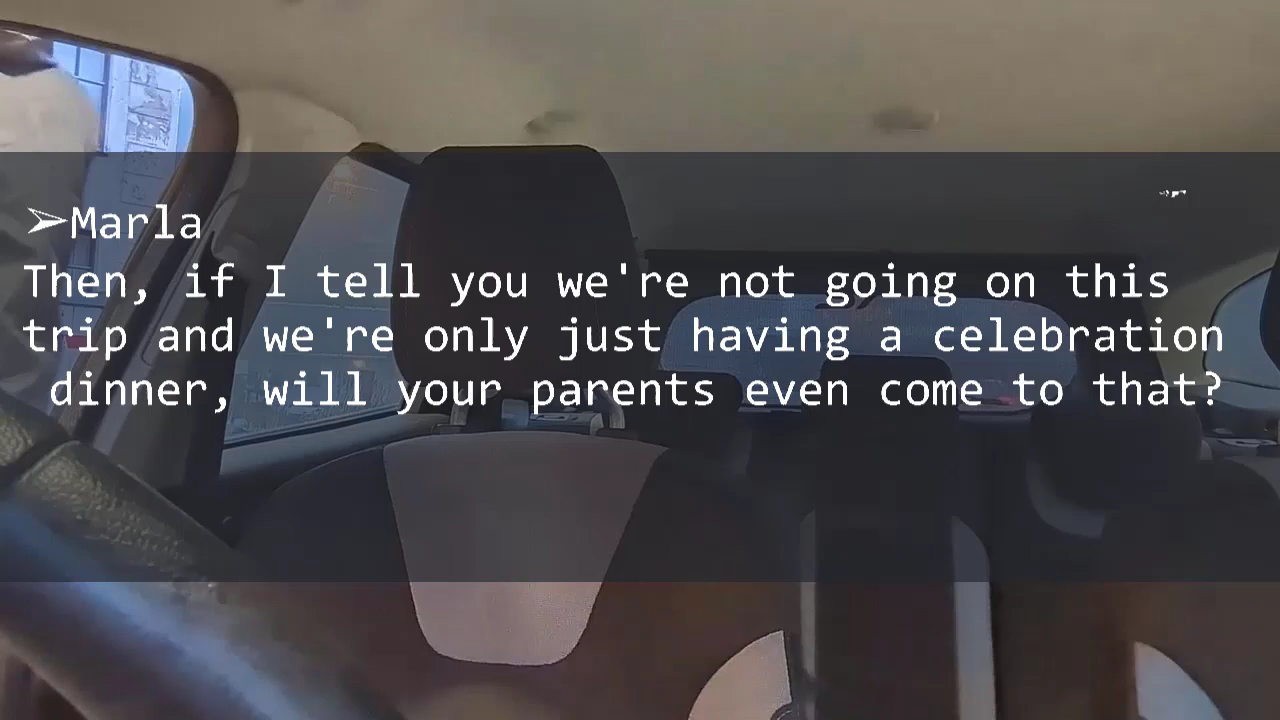 ➢Marla
Then, if I tell you we're not going on this
trip and we're only just having a celebration
dinner, will your parents even come to that?